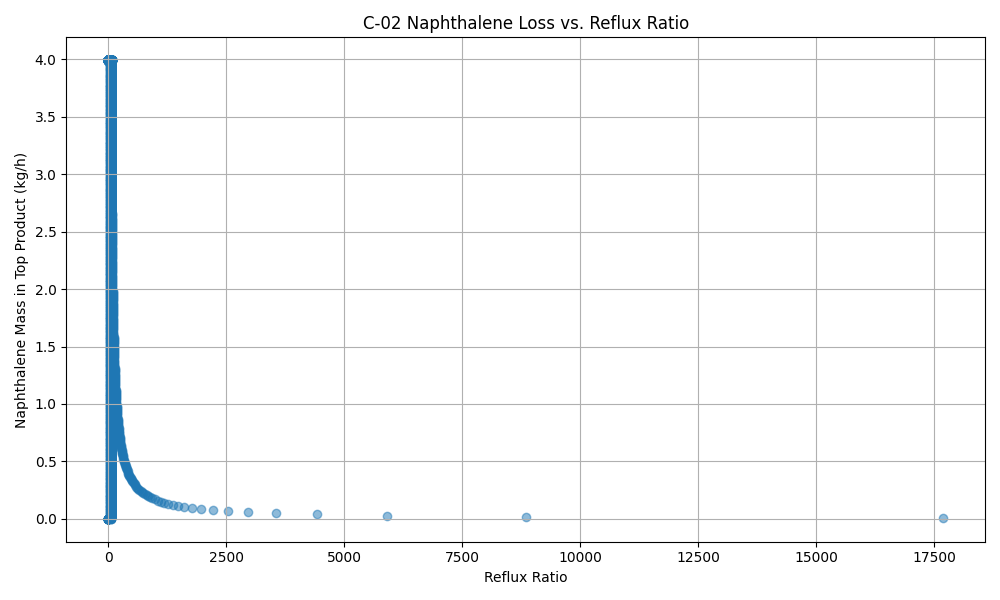 C-02 Naphthalene Loss vs. Reflux Ratio
Naphthalene Mass in Top Product (kg/h)
4.0
3.5
3.0
2.5
2.0
1.5
1.0
0.5
0.0
0 2500 5000 7500 10000 12500 15000 17500
Reflux Ratio